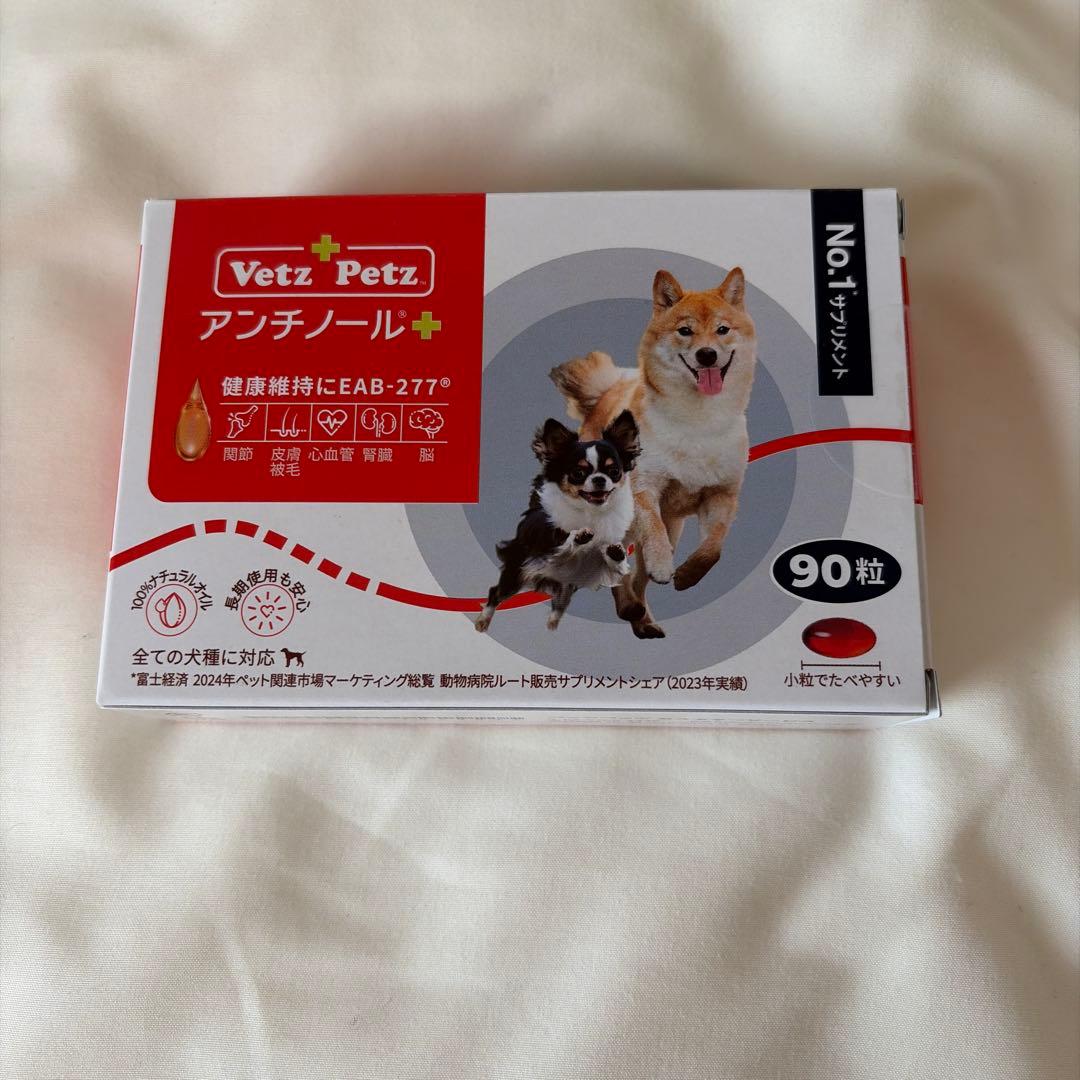 Vetz Petz™
アンチノール®
健康維持にEAB-277®
関節 皮膚被毛 心血管 腎臓 脳
No.1*サプリメント
90粒
小粒でたべやすい
100%ナチュラルオイル
長期使用も安心
全ての犬種に対応
*富士経済 2024年ペット関連市場マーケティング総覧 動物病院ルート販売サプリメントシェア(2023年実績)